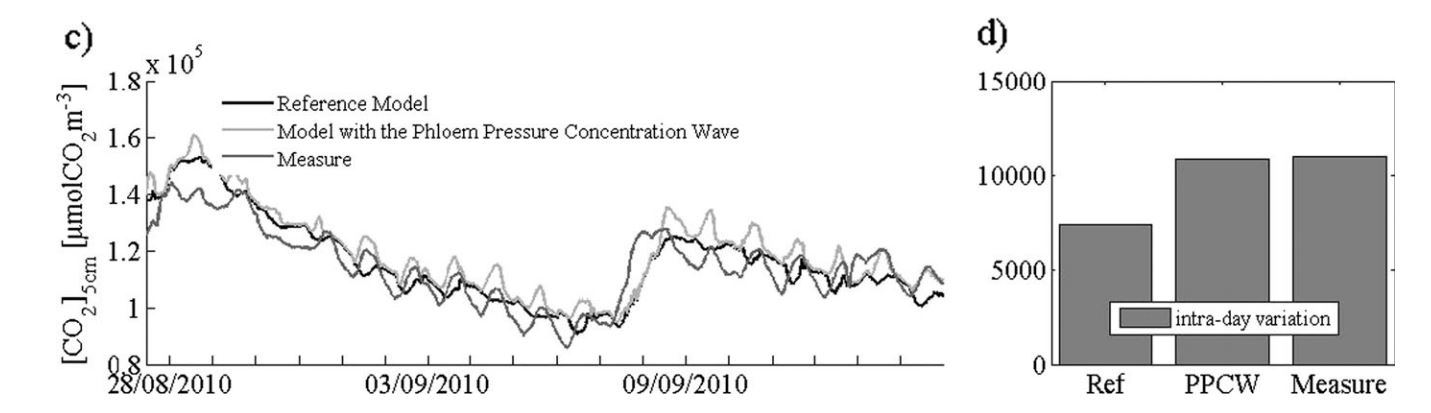 c)
x 10^5
[CO2]5cm [µmolCO2m^-3]
1.8
1.6
1.4
1.2
1
0.8
Reference Model
Model with the Phloem Pressure Concentration Wave
Measure
28/08/2010 03/09/2010 09/09/2010
d)
15000
10000
5000
0
intra-day variation
Ref PPCW Measure